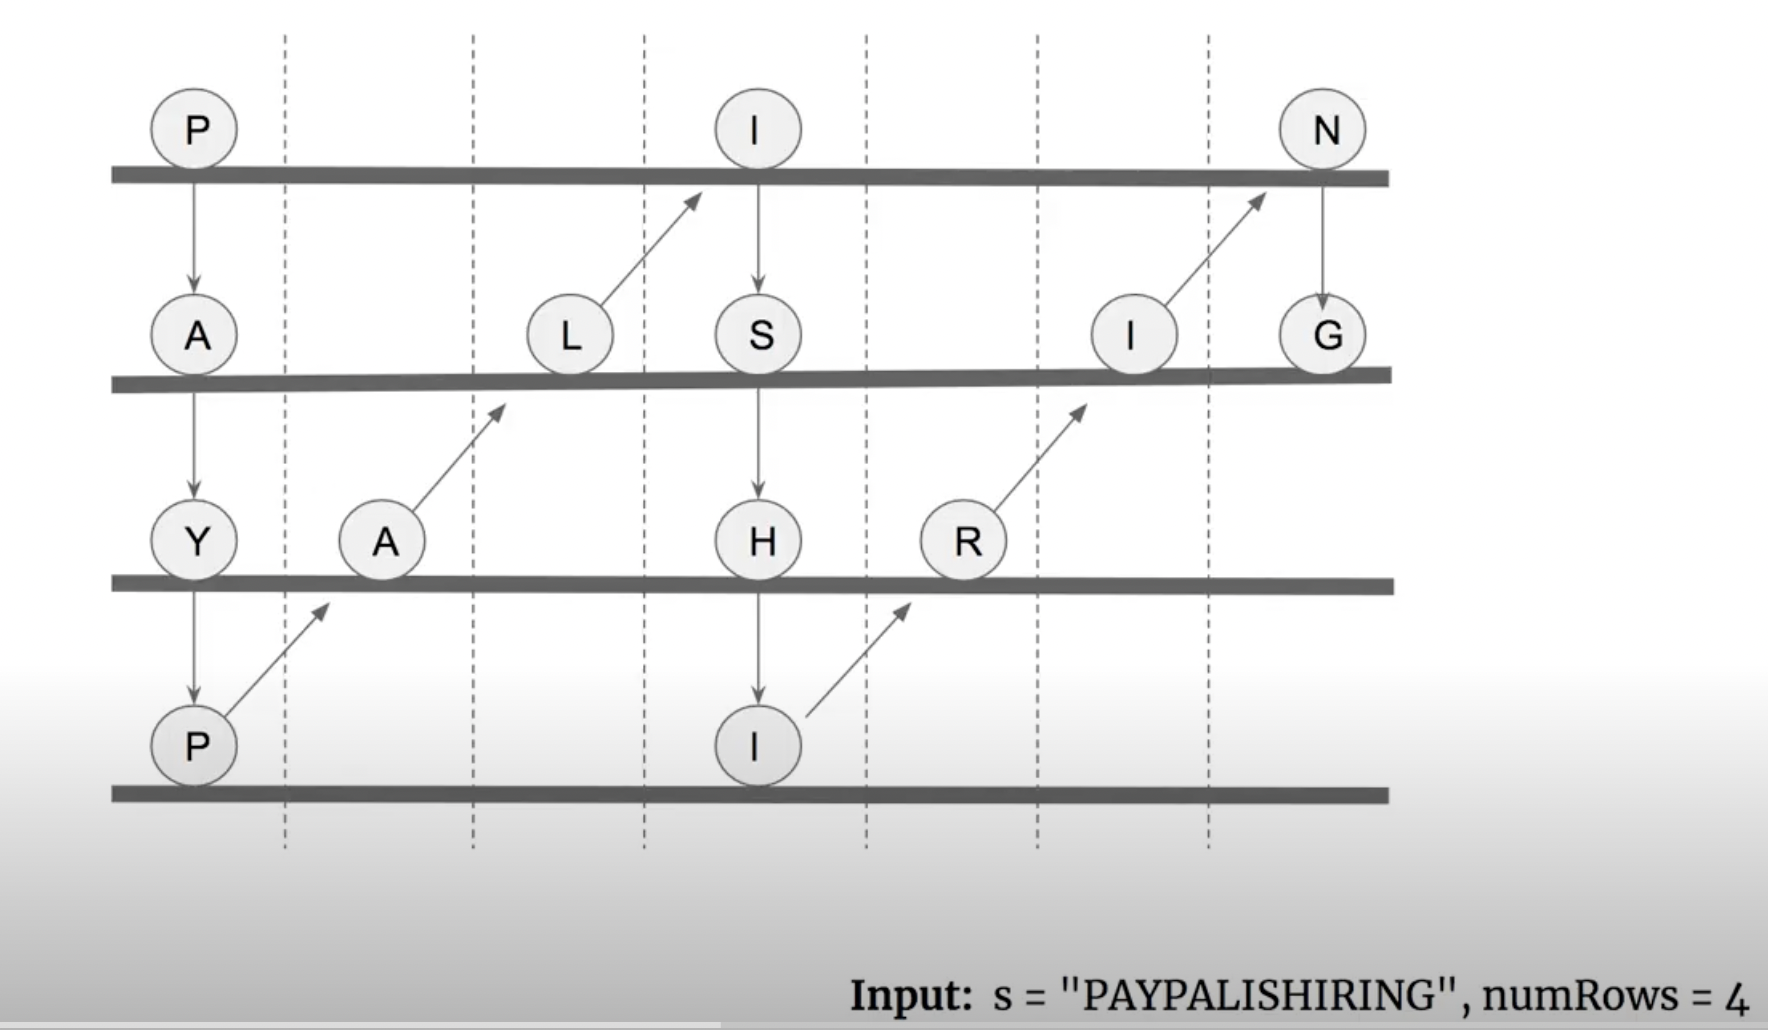 P I N
A L S I G
Y A H R
P I
Input: s = "PAYPALISHIRING", numRows = 4